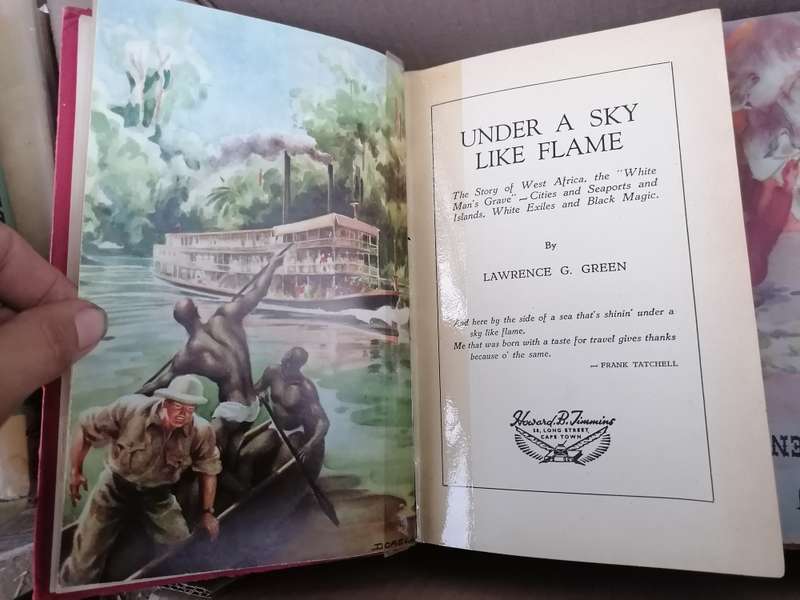 UNDER A SKY
LIKE FLAME
The Story of West Africa, the "White
Man's Grave" — Cities and Seaports and
Islands, White Exiles and Black Magic.
By
LAWRENCE G. GREEN
And here by the side of a sea that's shinin' under a
sky like flame,
Me that was born with a taste for travel gives thanks
because o' the same.
— FRANK TATCHELL
Howard B. Timmins
58, LONG STREET,
CAPE TOWN
NE